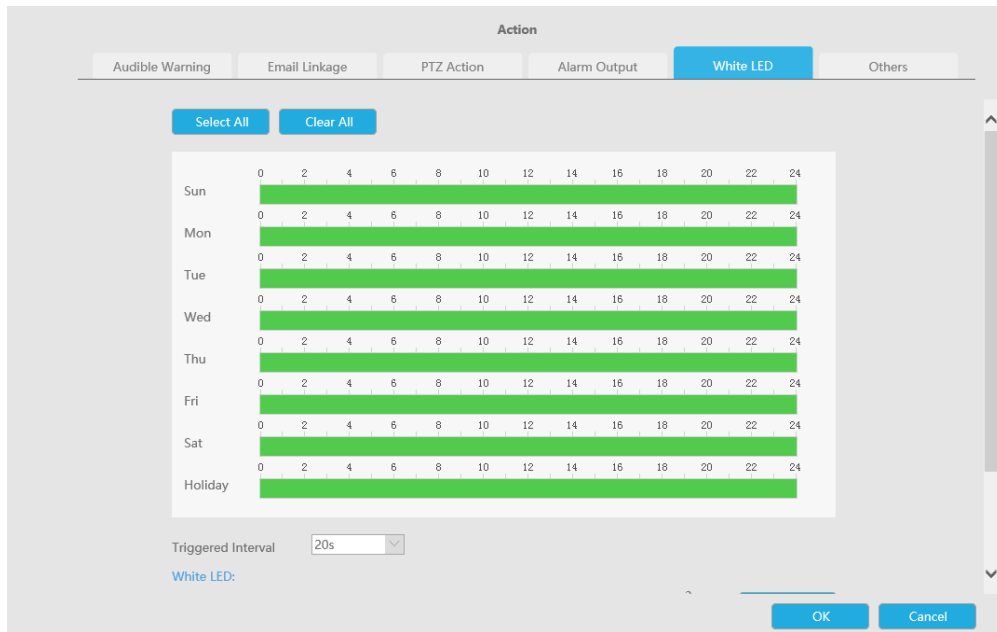 Action
Audible Warning Email Linkage PTZ Action Alarm Output White LED Others
Select All Clear All
0 2 4 6 8 10 12 14 16 18 20 22 24
Sun
0 2 4 6 8 10 12 14 16 18 20 22 24
Mon
0 2 4 6 8 10 12 14 16 18 20 22 24
Tue
0 2 4 6 8 10 12 14 16 18 20 22 24
Wed
0 2 4 6 8 10 12 14 16 18 20 22 24
Thu
0 2 4 6 8 10 12 14 16 18 20 22 24
Fri
0 2 4 6 8 10 12 14 16 18 20 22 24
Sat
0 2 4 6 8 10 12 14 16 18 20 22 24
Holiday
Triggered Interval 20s
White LED:
OK Cancel